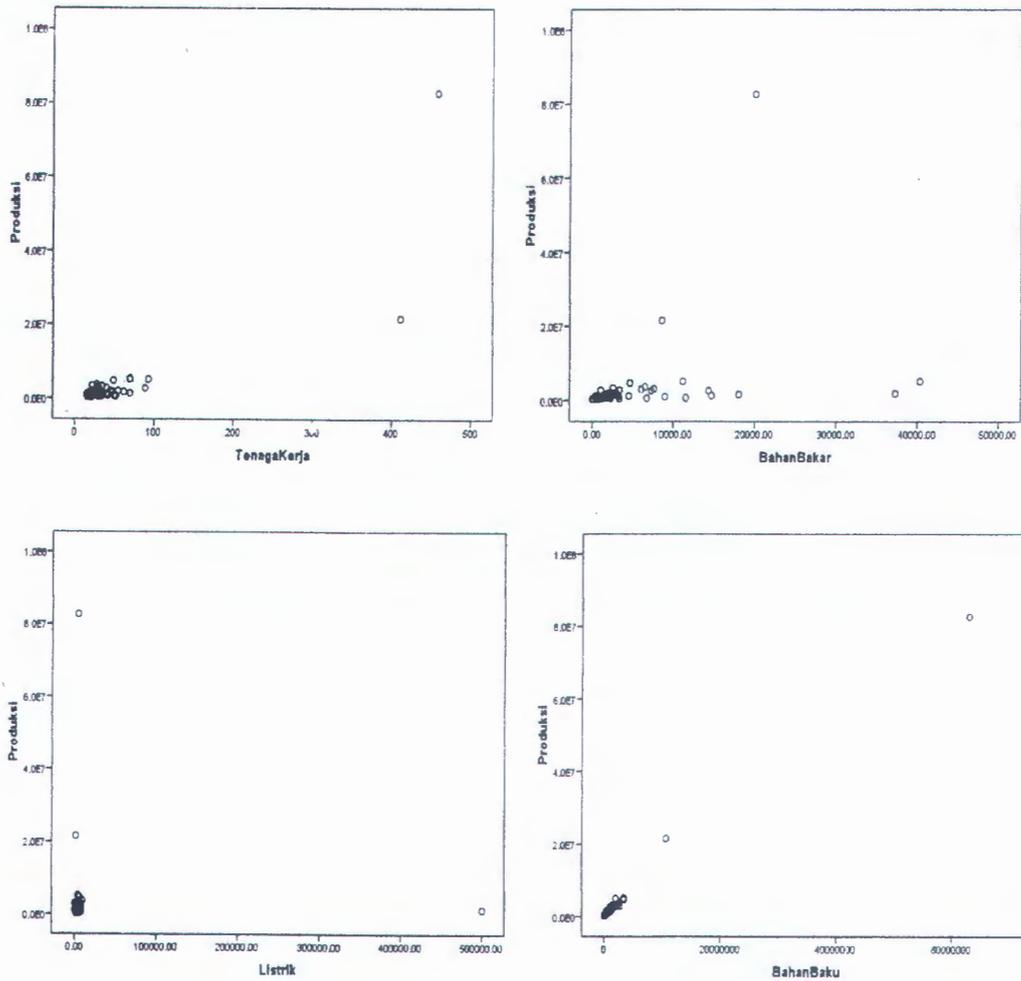 1.0E8
8.0E7
6.0E7
4.0E7
2.0E7
0.0E0
Produksi
0 100 200 400 500
TenagaKerja
1.0E8
8.0E7
6.0E7
4.0E7
2.0E7
0.0E0
Produksi
0.00 10000.00 20000.00 30000.00 40000.00 50000.00
BahanBakar
1.0E8
8.0E7
6.0E7
4.0E7
2.0E7
0.0E0
Produksi
0.00 100000.00 200000.00 300000.00 400000.00 500000.00
Listrik
1.0E8
8.0E7
6.0E7
4.0E7
2.0E7
0.0E0
Produksi
0 20000000 40000000 60000000
BahanBaku